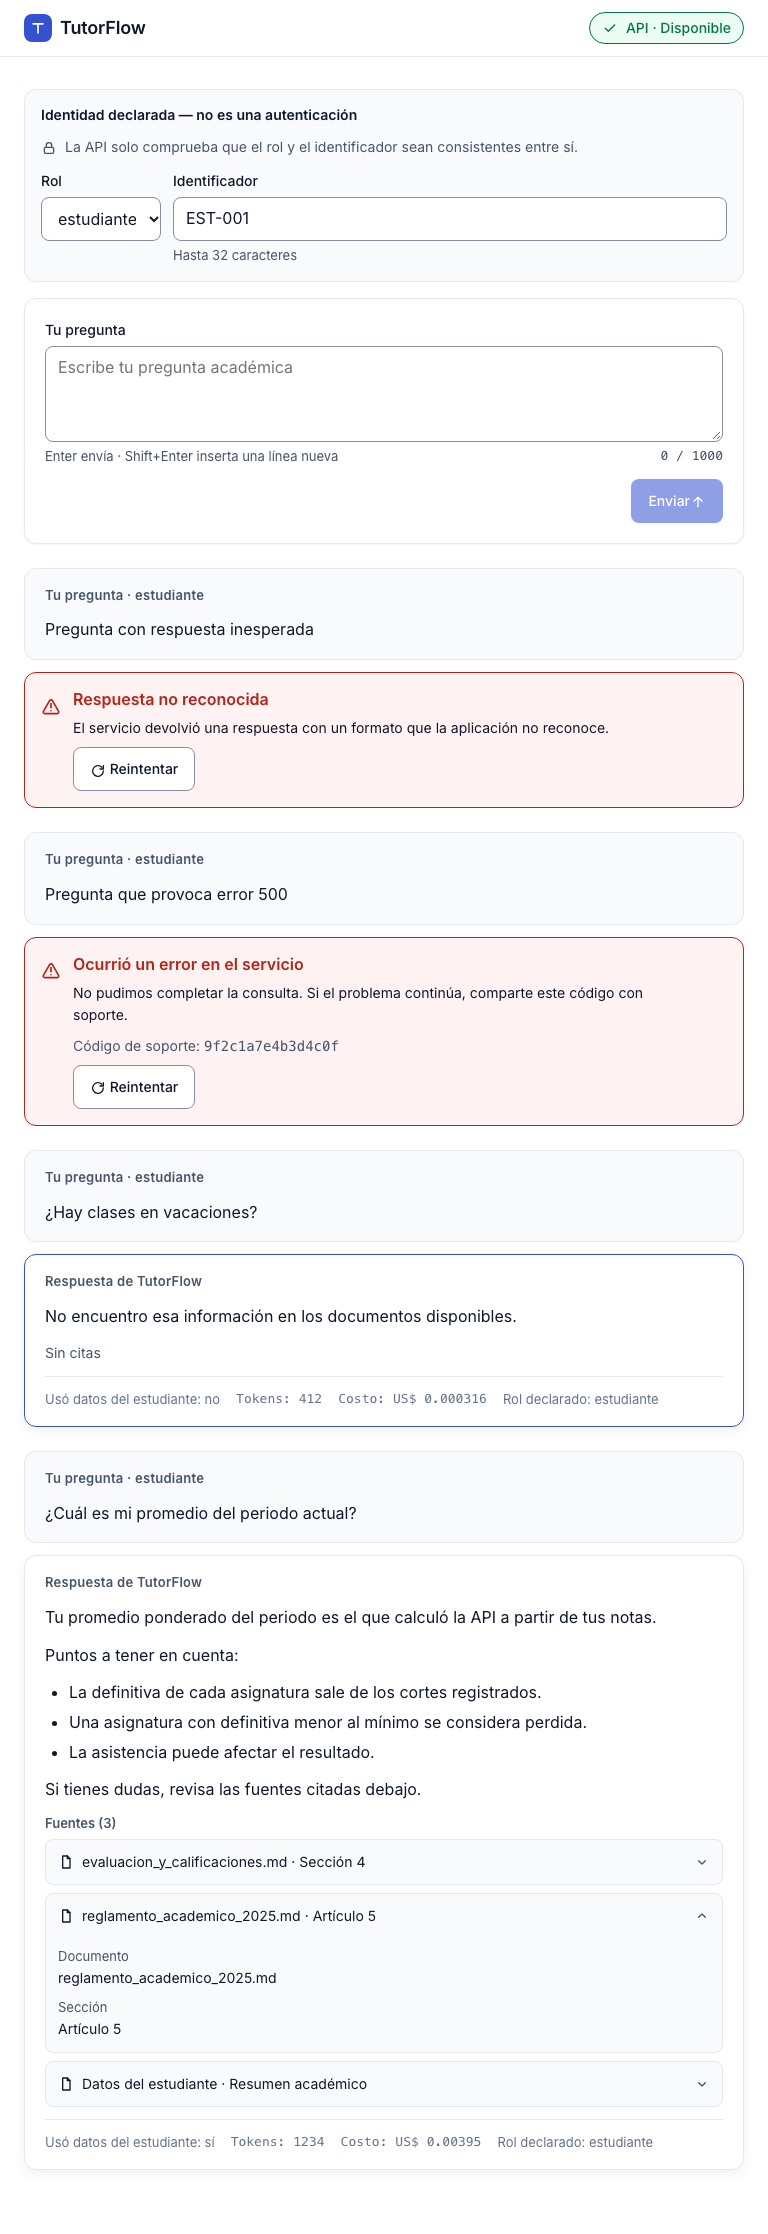 T TutorFlow
API · Disponible
Identidad declarada — no es una autenticación
La API solo comprueba que el rol y el identificador sean consistentes entre sí.
Rol
Identificador
estudiante
EST-001
Hasta 32 caracteres
Tu pregunta
Escribe tu pregunta académica
Enter envía · Shift+Enter inserta una línea nueva
0 / 1000
Enviar↑
Tu pregunta · estudiante
Pregunta con respuesta inesperada
Respuesta no reconocida
El servicio devolvió una respuesta con un formato que la aplicación no reconoce.
Reintentar
Tu pregunta · estudiante
Pregunta que provoca error 500
Ocurrió un error en el servicio
No pudimos completar la consulta. Si el problema continúa, comparte este código con
soporte.
Código de soporte: 9f2c1a7e4b3d4c0f
Reintentar
Tu pregunta · estudiante
¿Hay clases en vacaciones?
Respuesta de TutorFlow
No encuentro esa información en los documentos disponibles.
Sin citas
Usó datos del estudiante: no Tokens: 412 Costo: US$ 0.000316 Rol declarado: estudiante
Tu pregunta · estudiante
¿Cuál es mi promedio del periodo actual?
Respuesta de TutorFlow
Tu promedio ponderado del periodo es el que calculó la API a partir de tus notas.
Puntos a tener en cuenta:
• La definitiva de cada asignatura sale de los cortes registrados.
• Una asignatura con definitiva menor al mínimo se considera perdida.
• La asistencia puede afectar el resultado.
Si tienes dudas, revisa las fuentes citadas debajo.
Fuentes (3)
evaluacion_y_calificaciones.md · Sección 4
reglamento_academico_2025.md · Artículo 5
Documento
reglamento_academico_2025.md
Sección
Artículo 5
Datos del estudiante · Resumen académico
Usó datos del estudiante: sí Tokens: 1234 Costo: US$ 0.00395 Rol declarado: estudiante